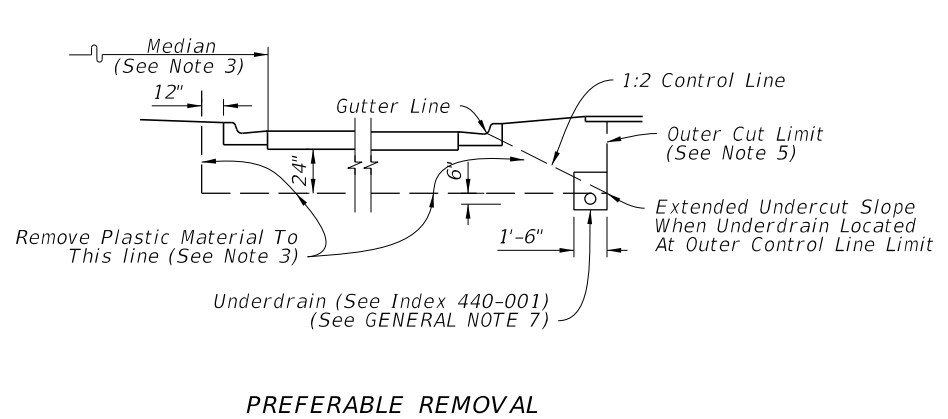 Median
(See Note 3)
12"
Gutter Line
1:2 Control Line
Outer Cut Limit
(See Note 5)
24"
6"
Remove Plastic Material To
This line (See Note 3)
1'-6"
Extended Undercut Slope
When Underdrain Located
At Outer Control Line Limit
Underdrain (See Index 440-001)
(See GENERAL NOTE 7)
PREFERABLE REMOVAL